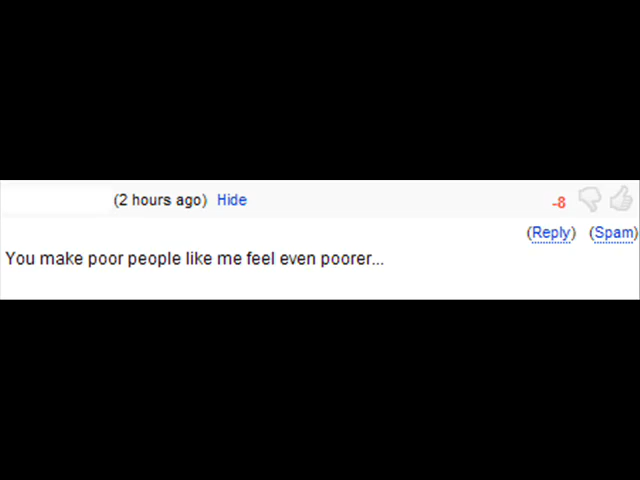 (2 hours ago) Hide -8
(Reply) (Spam)
You make poor people like me feel even poorer...